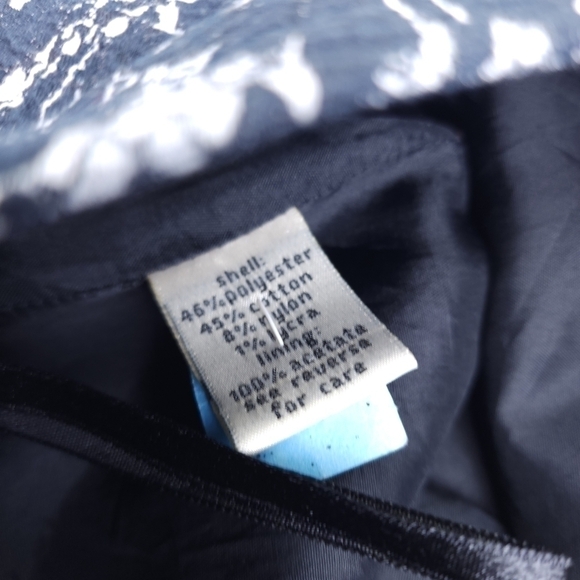 shell:
46% polyester
45% cotton
8% nylon
1% lycra
lining:
100% acetate
see reverse
for care